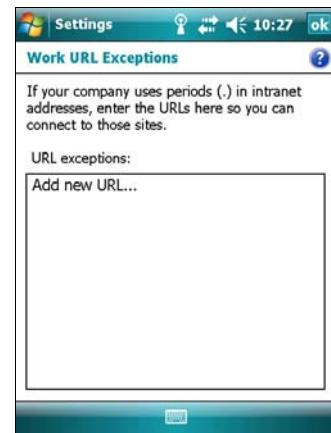 Settings 10:27 ok
Work URL Exceptions ?
If your company uses periods (.) in intranet
addresses, enter the URLs here so you can
connect to those sites.
URL exceptions:
Add new URL...